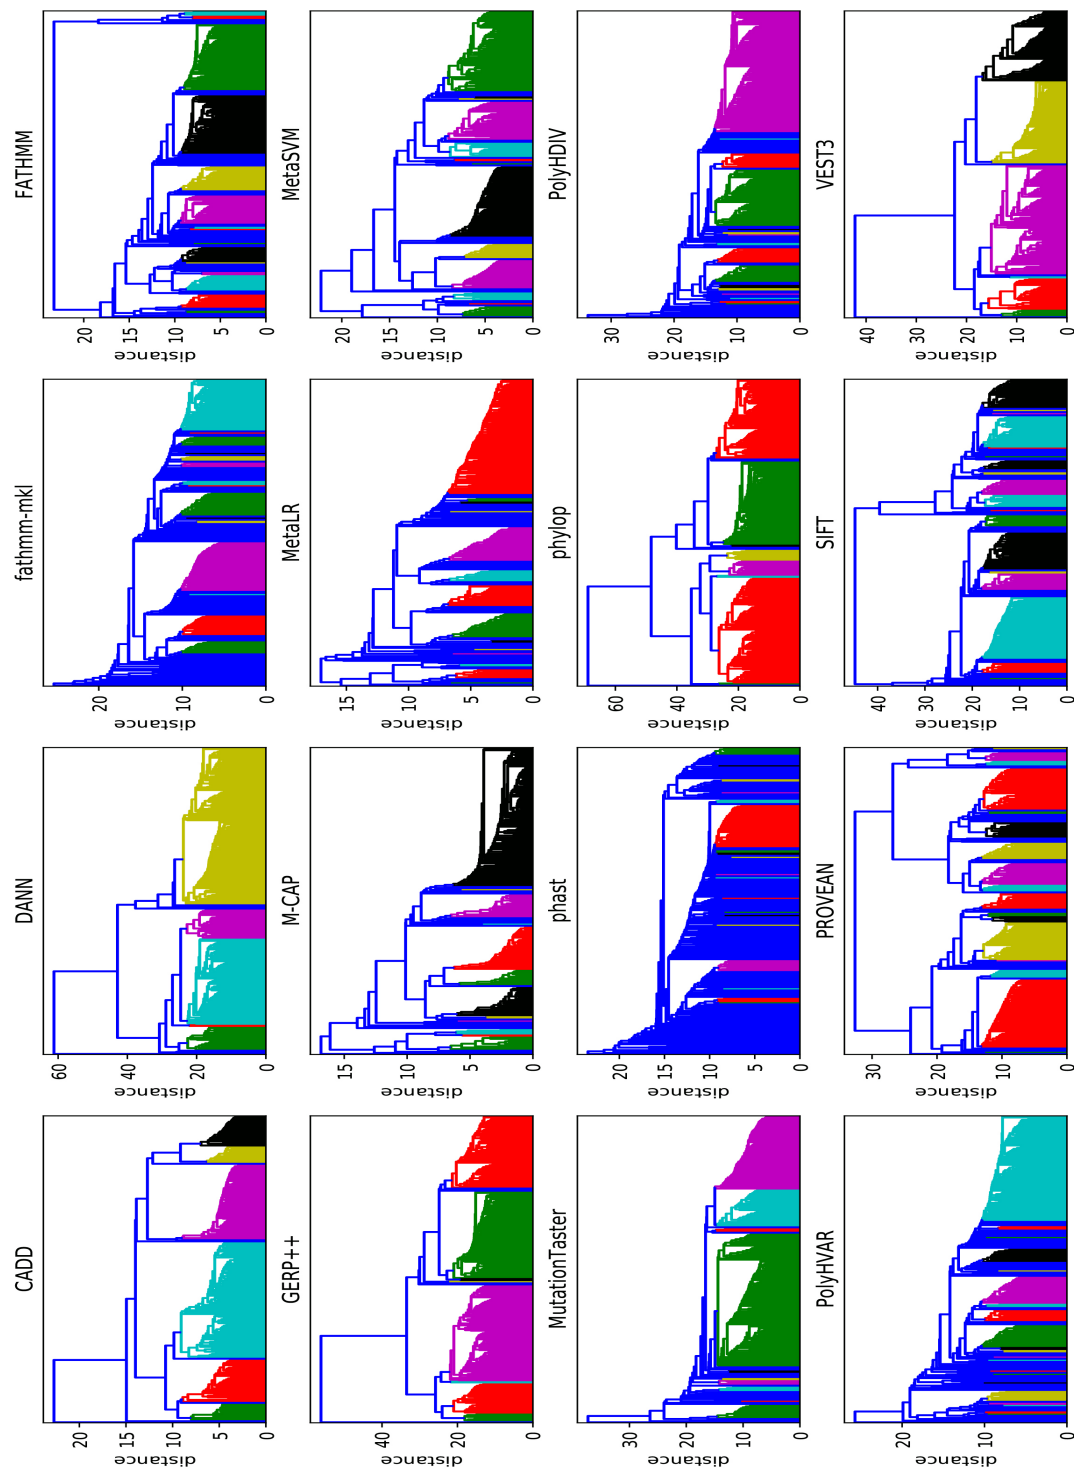 CADD
distance
20
15
10
5
0
DANN
distance
60
40
20
0
fathmm-mkl
distance
20
10
0
FATHMM
distance
20
15
10
5
0
GERP++
distance
40
20
0
M-CAP
distance
15
10
5
0
MetaLR
distance
15
10
5
0
MetaSVM
distance
20
15
10
5
0
MutationTaster
distance
30
20
10
0
phast
distance
20
15
10
5
0
phylop
distance
60
40
20
0
PolyHDIV
distance
30
20
10
0
PolyHVAR
distance
20
10
0
PROVEAN
distance
30
20
10
0
SIFT
distance
40
30
20
10
0
VEST3
distance
40
30
20
10
0